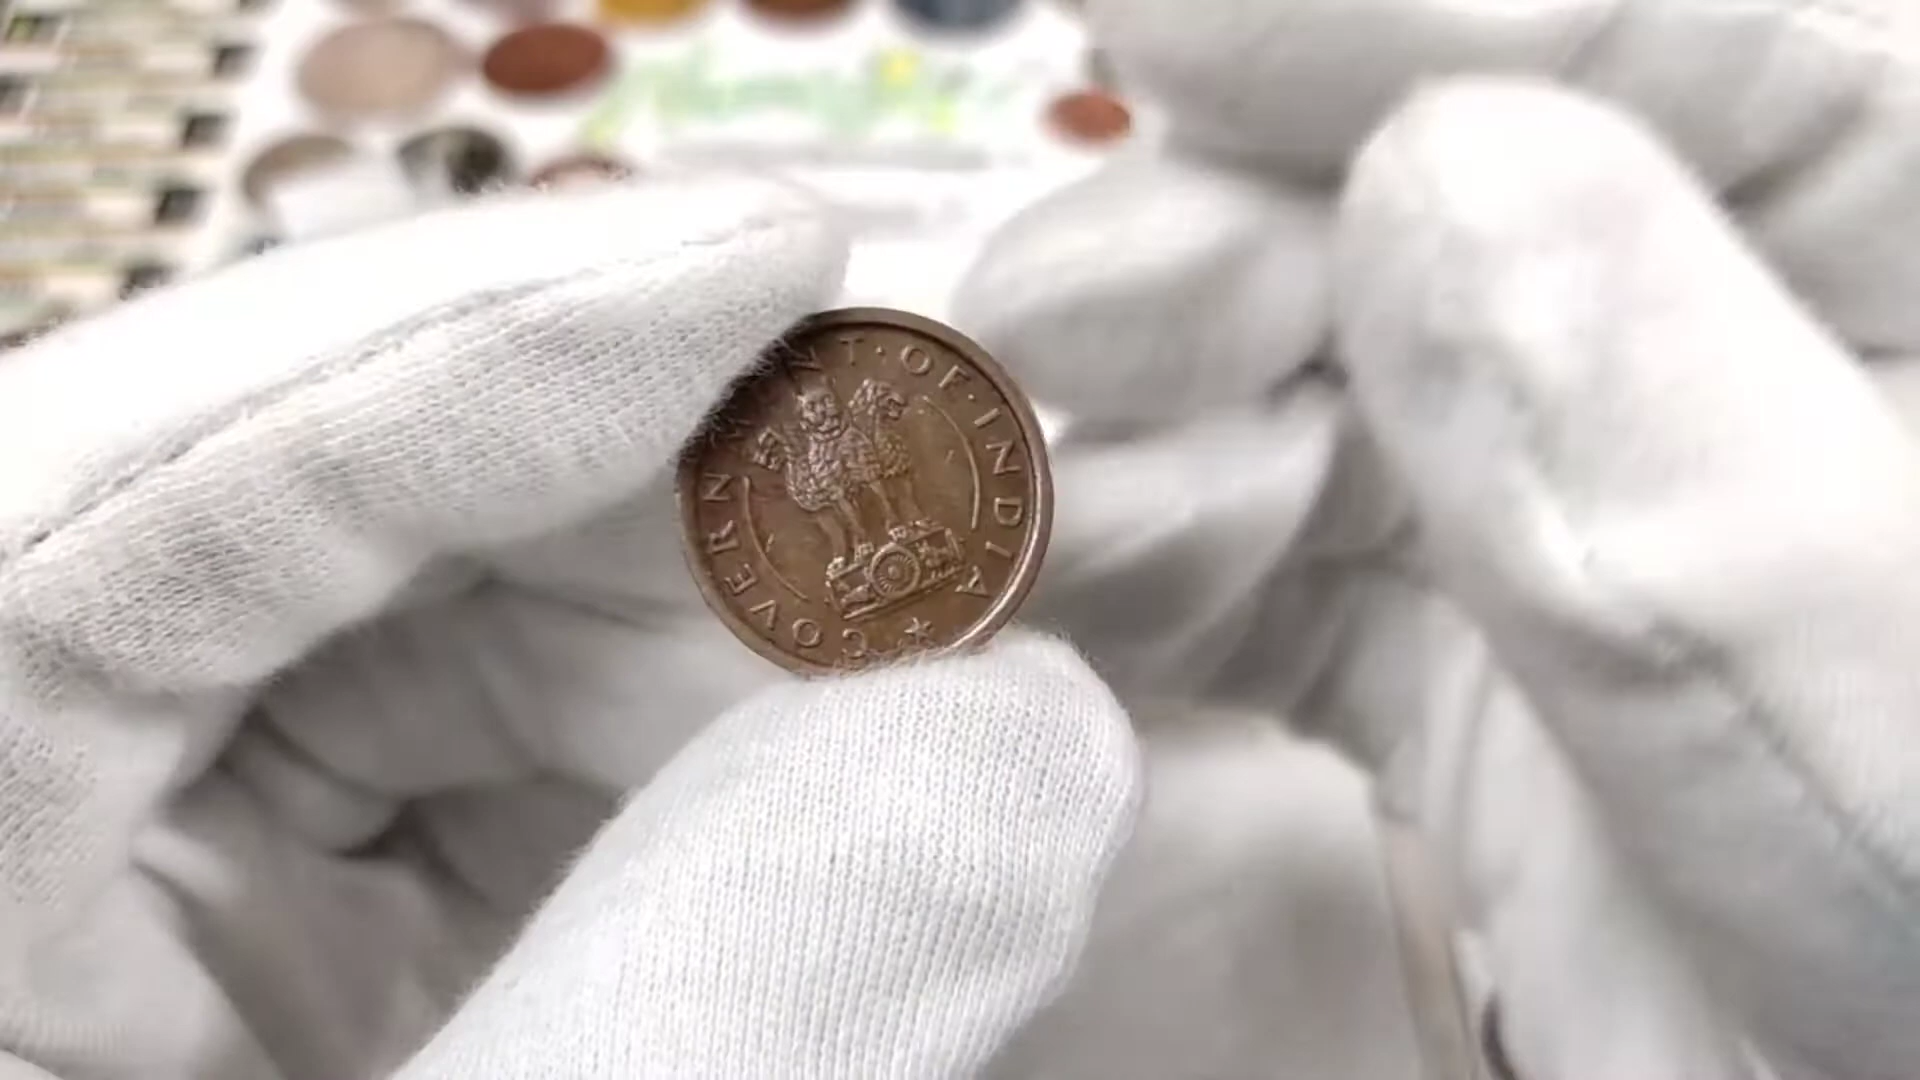 GOVERN NT · OF · INDIA